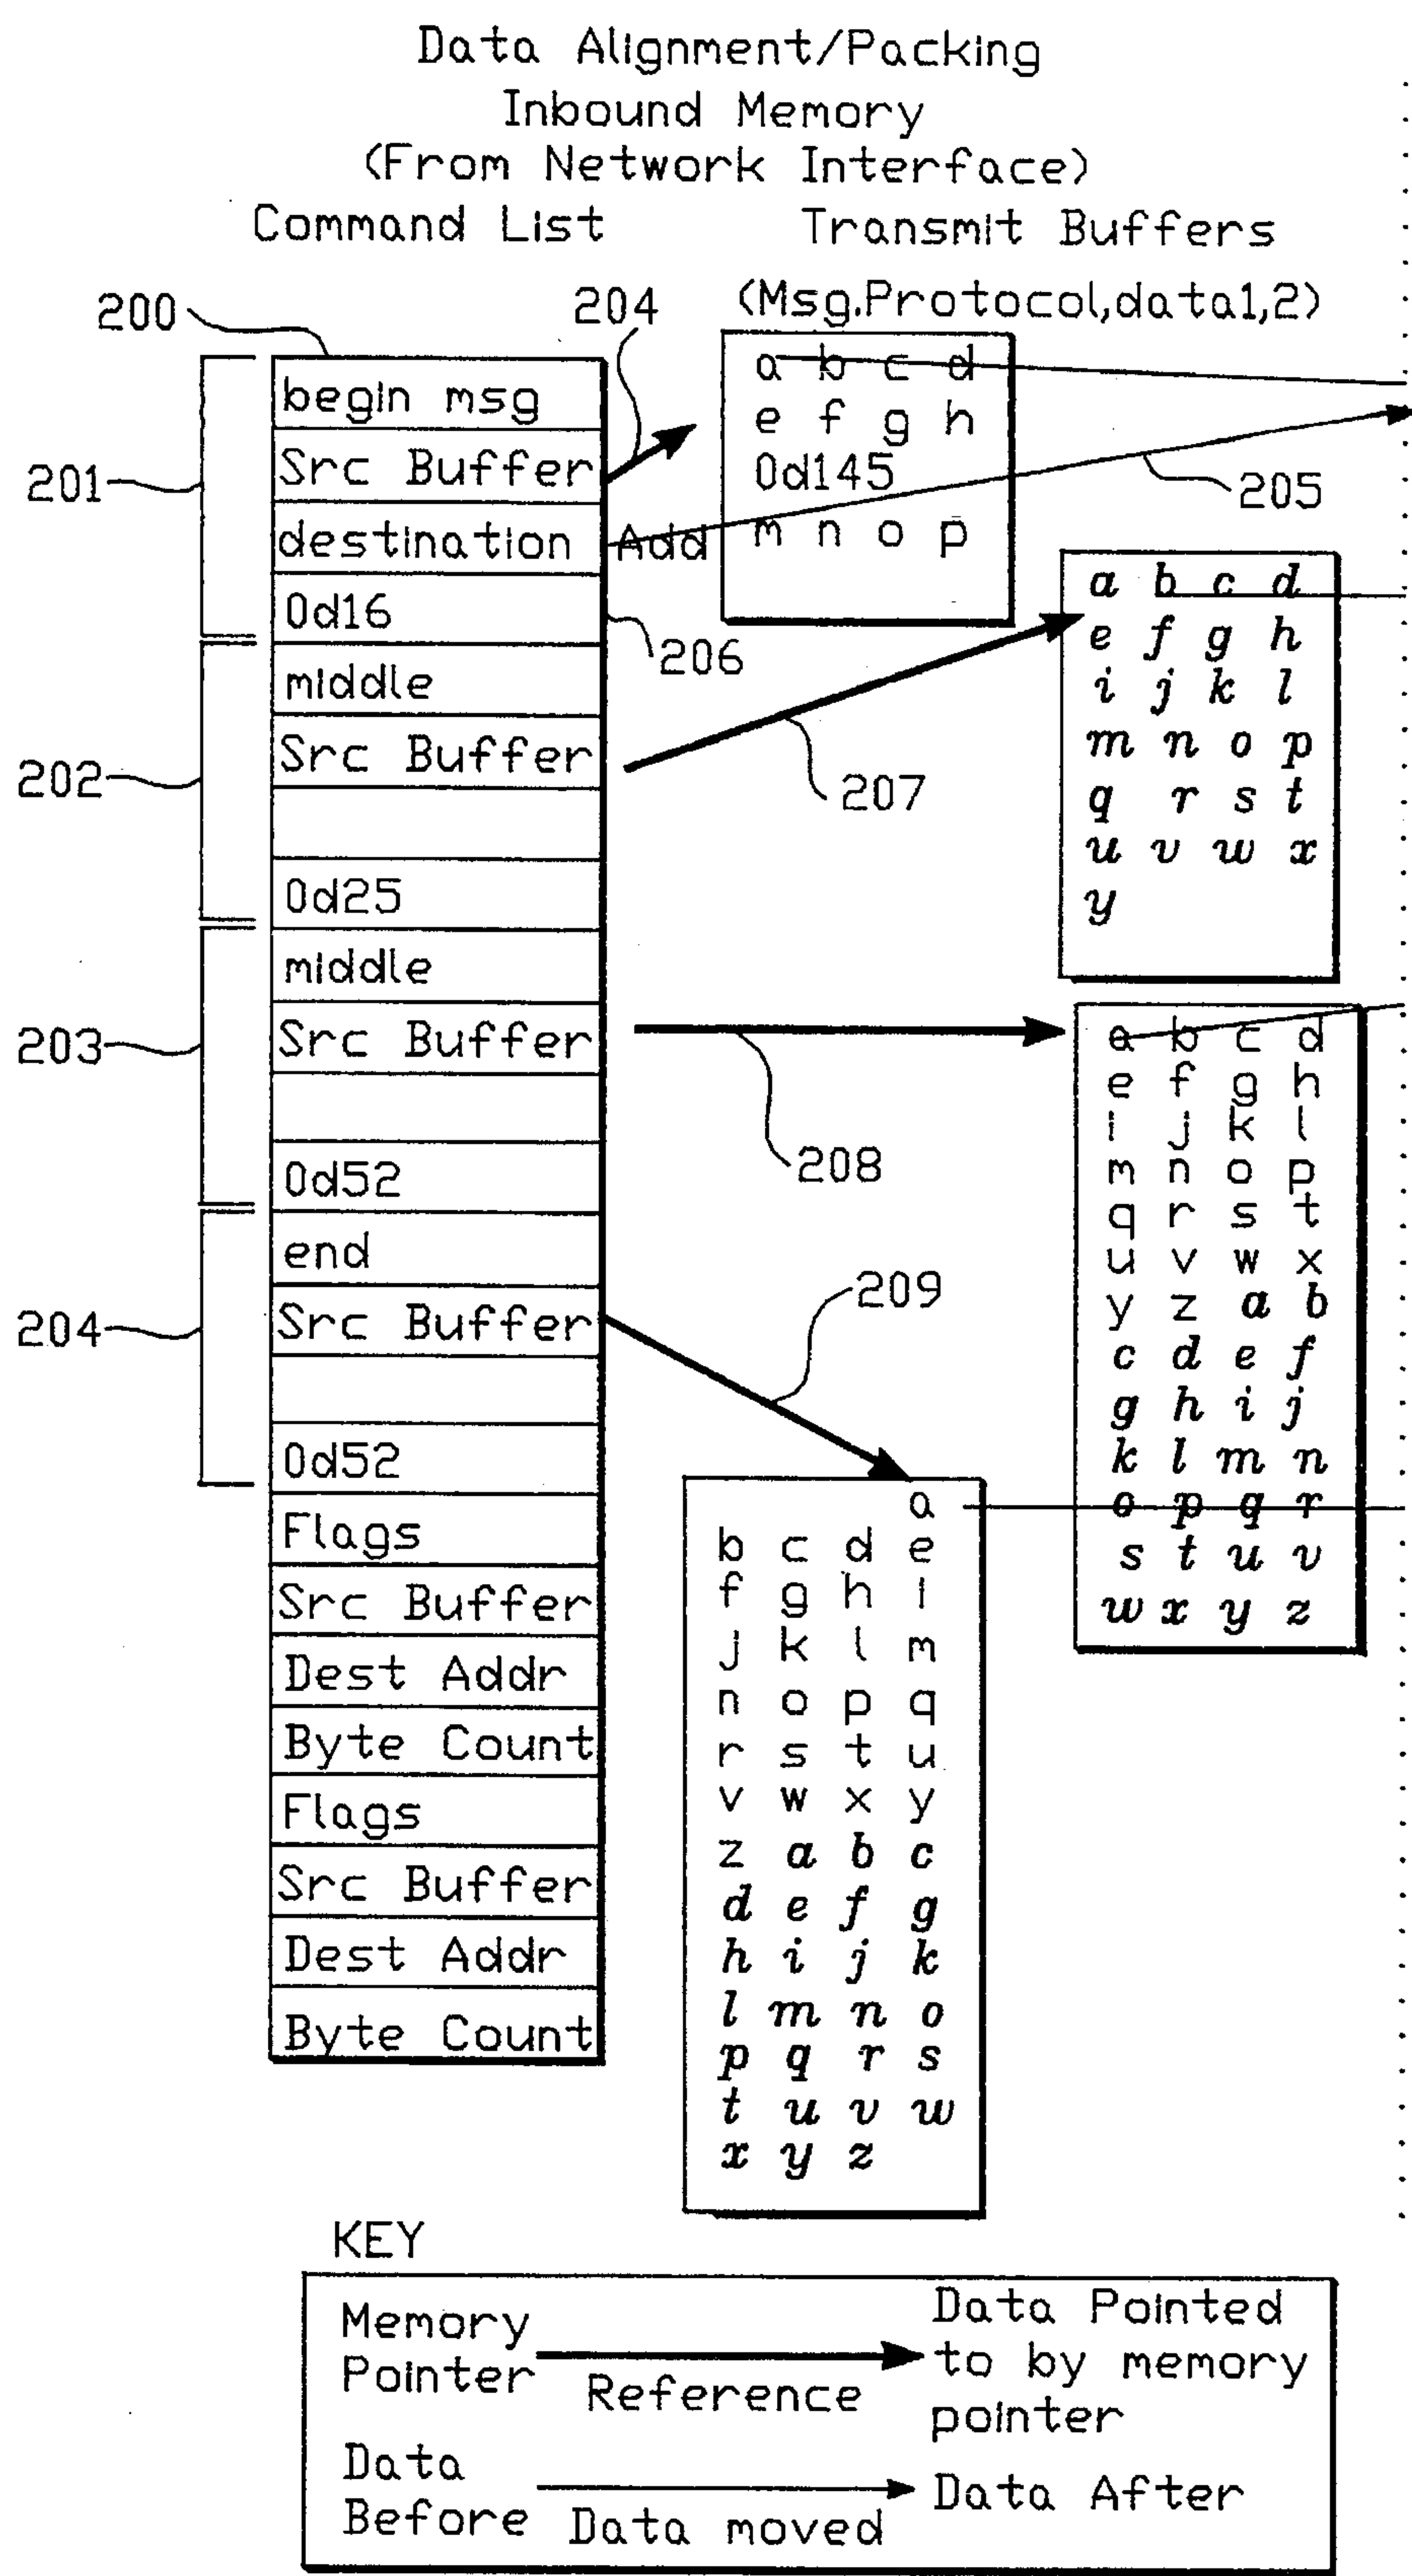 Data Alignment/Packing
Inbound Memory
(From Network Interface)
Command List
Transmit Buffers
(Msg.Protocol,data1,2)
200
204
201
begin msg
Src Buffer
destination Add
0d16
205
206
a b c d
e f g h
0d145
m n o p
202
middle
Src Buffer
0d25
207
a b c d
e f g h
i j k l
m n o p
q r s t
u v w x
y
203
middle
Src Buffer
0d52
208
a b c d
e f g h
i j k l
m n o p
q r s t
u v w x
y z a b
c d e f
g h i j
k l m n
o p q r
s t u v
w x y z
204
end
Src Buffer
0d52
209
a
b c d e
f g h i
j k l m
n o p q
r s t u
v w x y
z a b c
d e f g
h i j k
l m n o
p q r s
t u v w
x y z
Flags
Src Buffer
Dest Addr
Byte Count
Flags
Src Buffer
Dest Addr
Byte Count
KEY
Memory
Pointer
Reference
Data Pointed
to by memory
pointer
Data
Before
Data moved
Data After